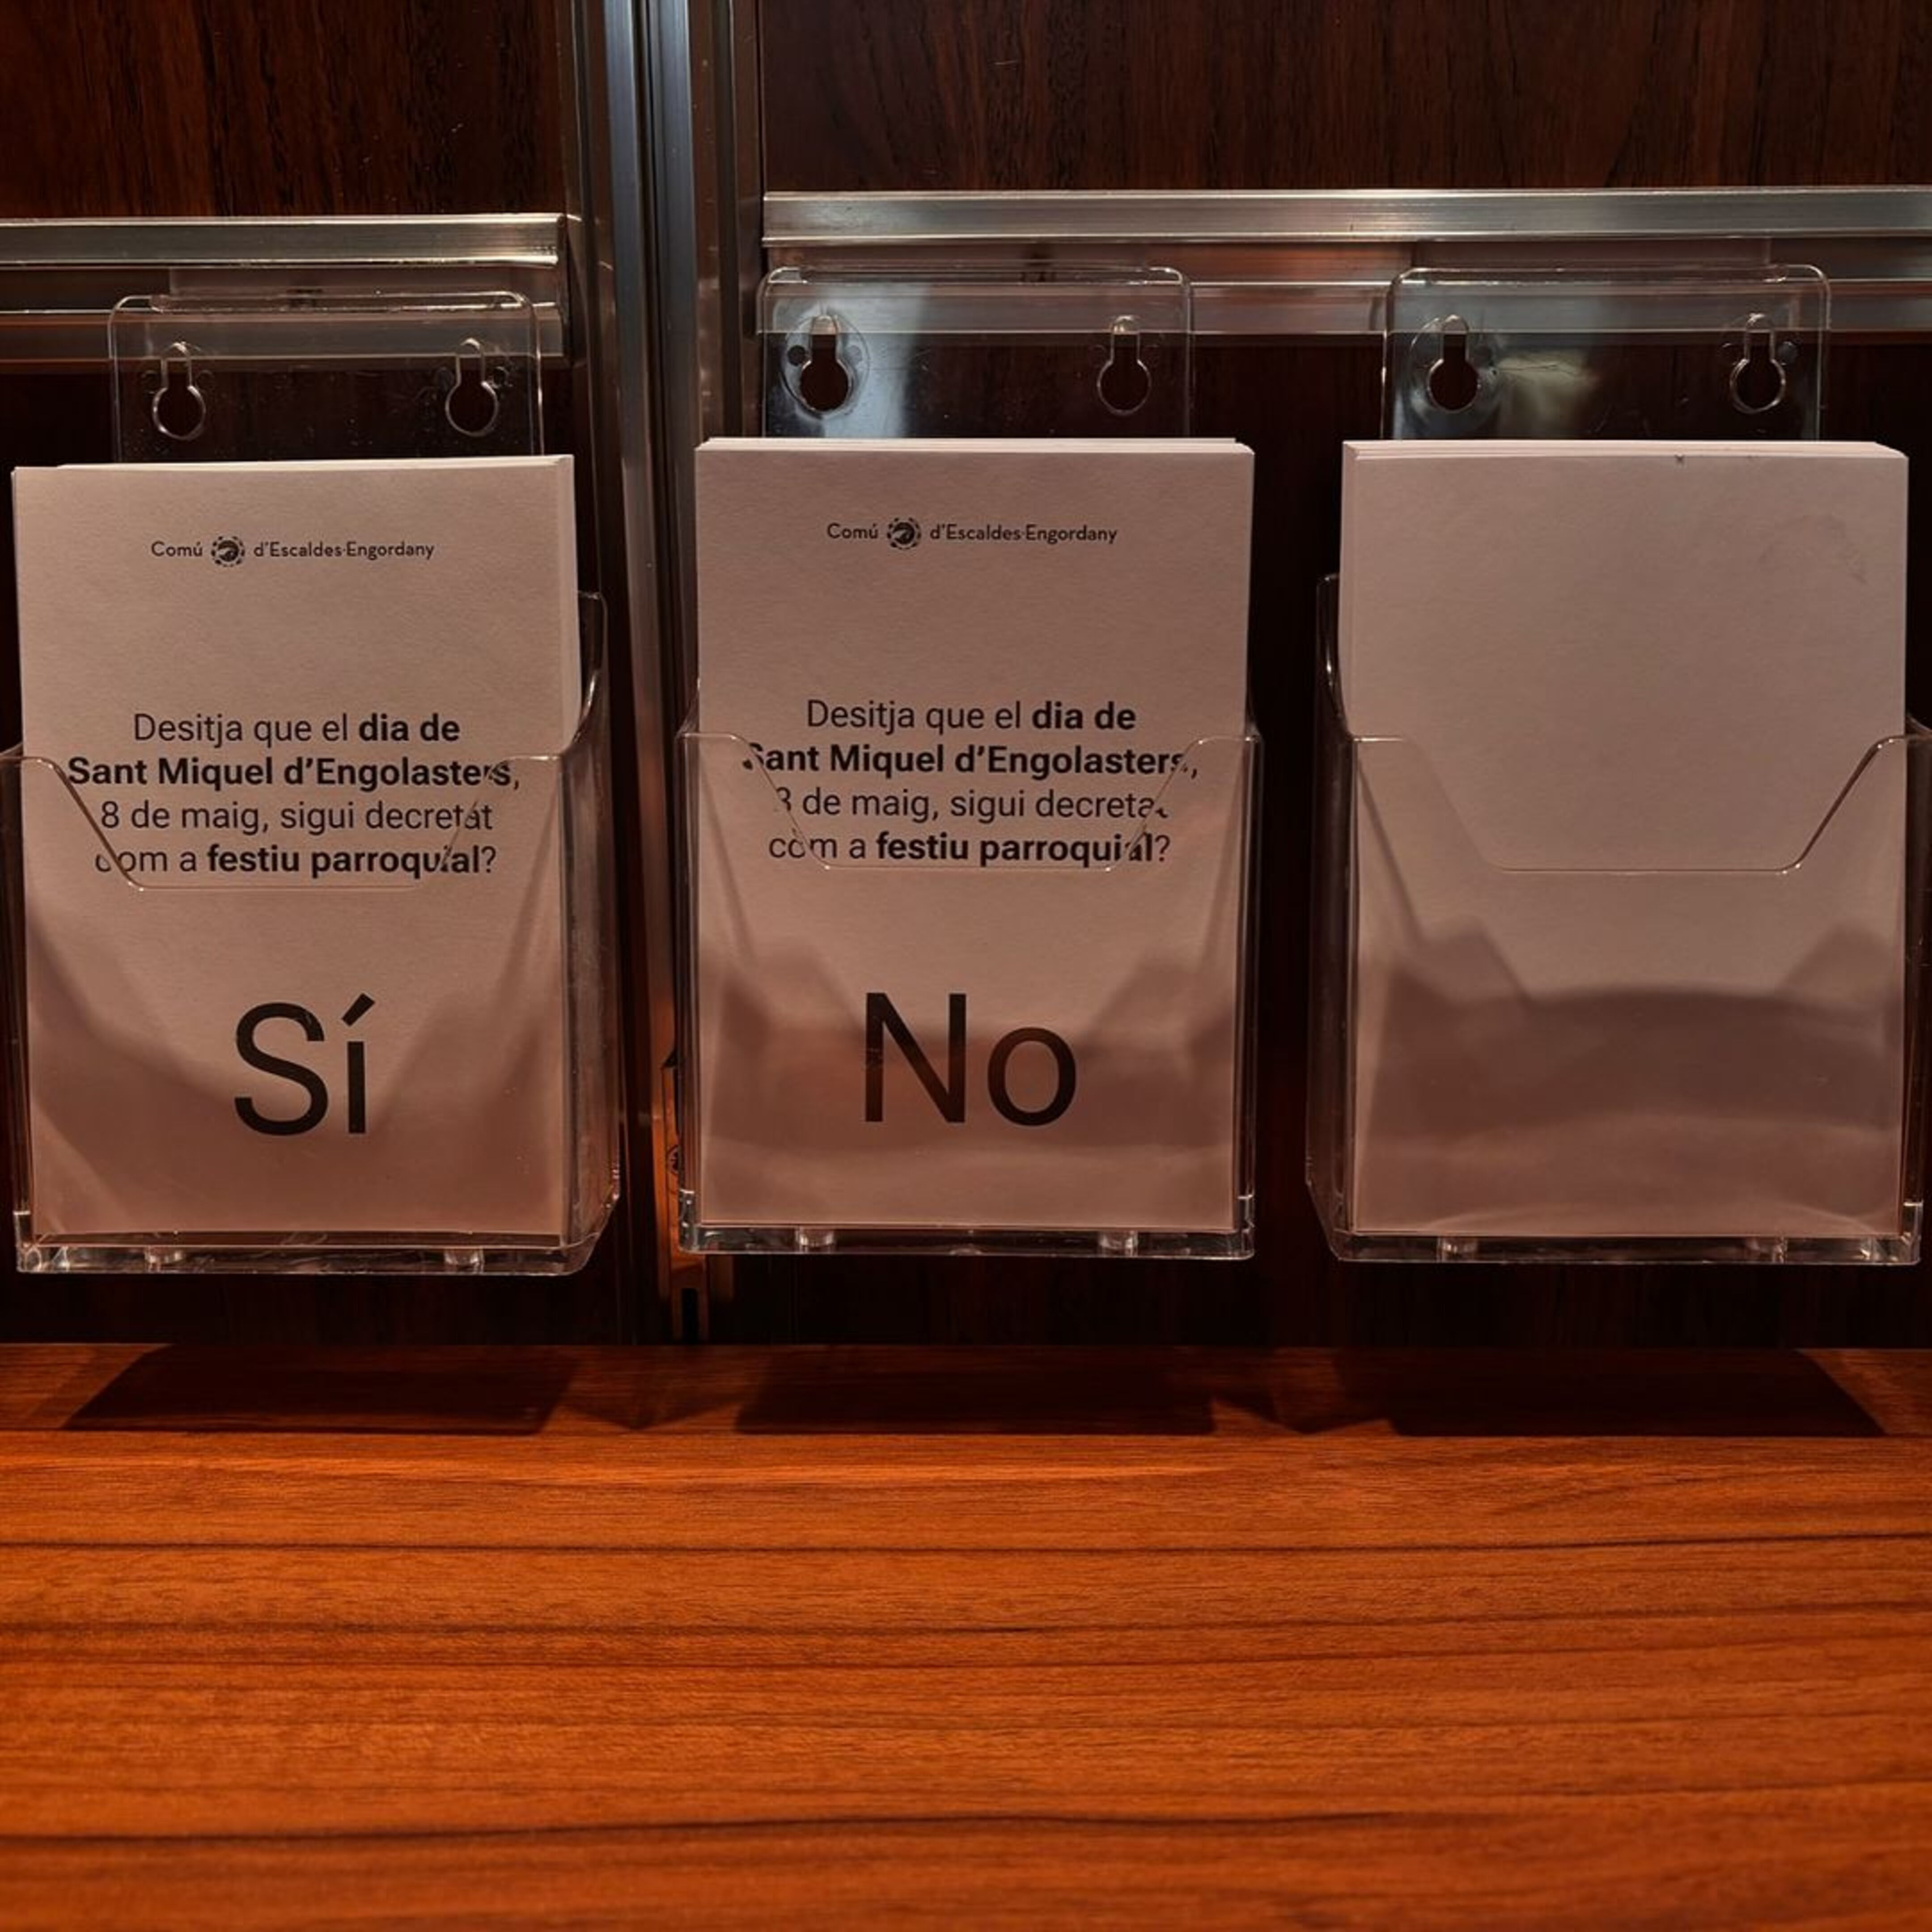 Comú d'Escaldes-Engordany
Desitja que el dia de
Sant Miquel d'Engolasters,
8 de maig, sigui decretat
com a festiu parroquial?
Sí
Comú d'Escaldes-Engordany
Desitja que el dia de
Sant Miquel d'Engolasters,
8 de maig, sigui decretat
com a festiu parroquial?
No